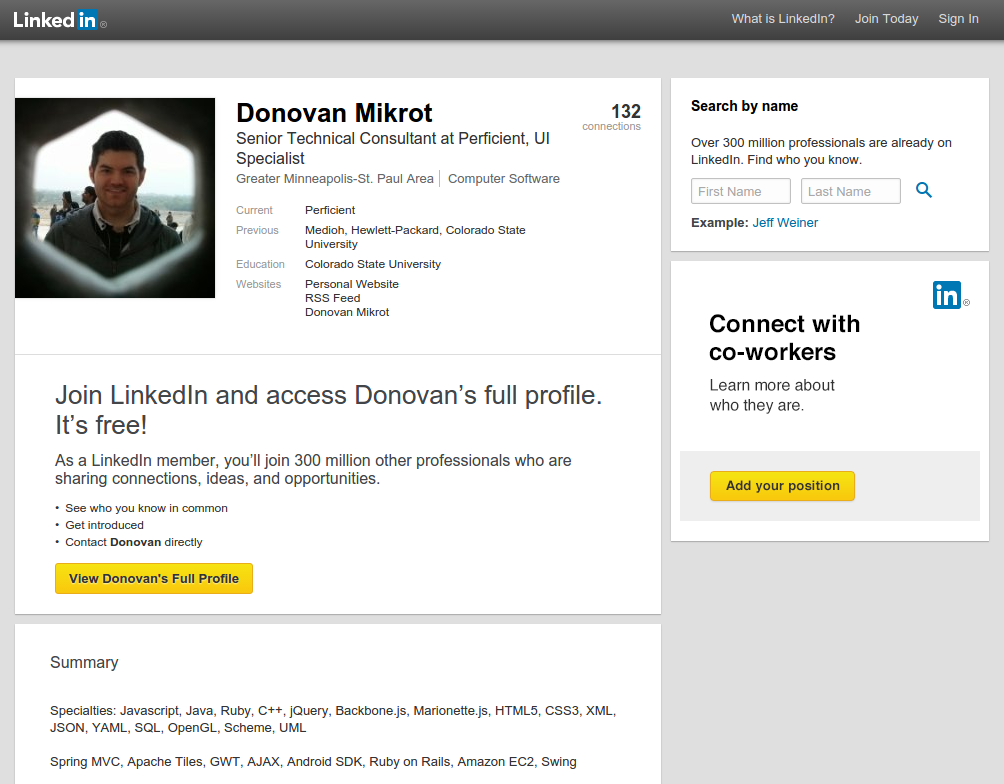 Linked in ®
What is LinkedIn? Join Today Sign In
Donovan Mikrot
132
connections
Senior Technical Consultant at Perficient, UI
Specialist
Greater Minneapolis-St. Paul Area | Computer Software
Current Perficient
Previous Medioh, Hewlett-Packard, Colorado State
University
Education Colorado State University
Websites Personal Website
RSS Feed
Donovan Mikrot
Join LinkedIn and access Donovan’s full profile.
It’s free!
As a LinkedIn member, you’ll join 300 million other professionals who are
sharing connections, ideas, and opportunities.
• See who you know in common
• Get introduced
• Contact Donovan directly
View Donovan's Full Profile
Summary
Specialties: Javascript, Java, Ruby, C++, jQuery, Backbone.js, Marionette.js, HTML5, CSS3, XML,
JSON, YAML, SQL, OpenGL, Scheme, UML
Spring MVC, Apache Tiles, GWT, AJAX, Android SDK, Ruby on Rails, Amazon EC2, Swing
Search by name
Over 300 million professionals are already on
LinkedIn. Find who you know.
First Name Last Name
Example: Jeff Weiner
in ®
Connect with
co-workers
Learn more about
who they are.
Add your position